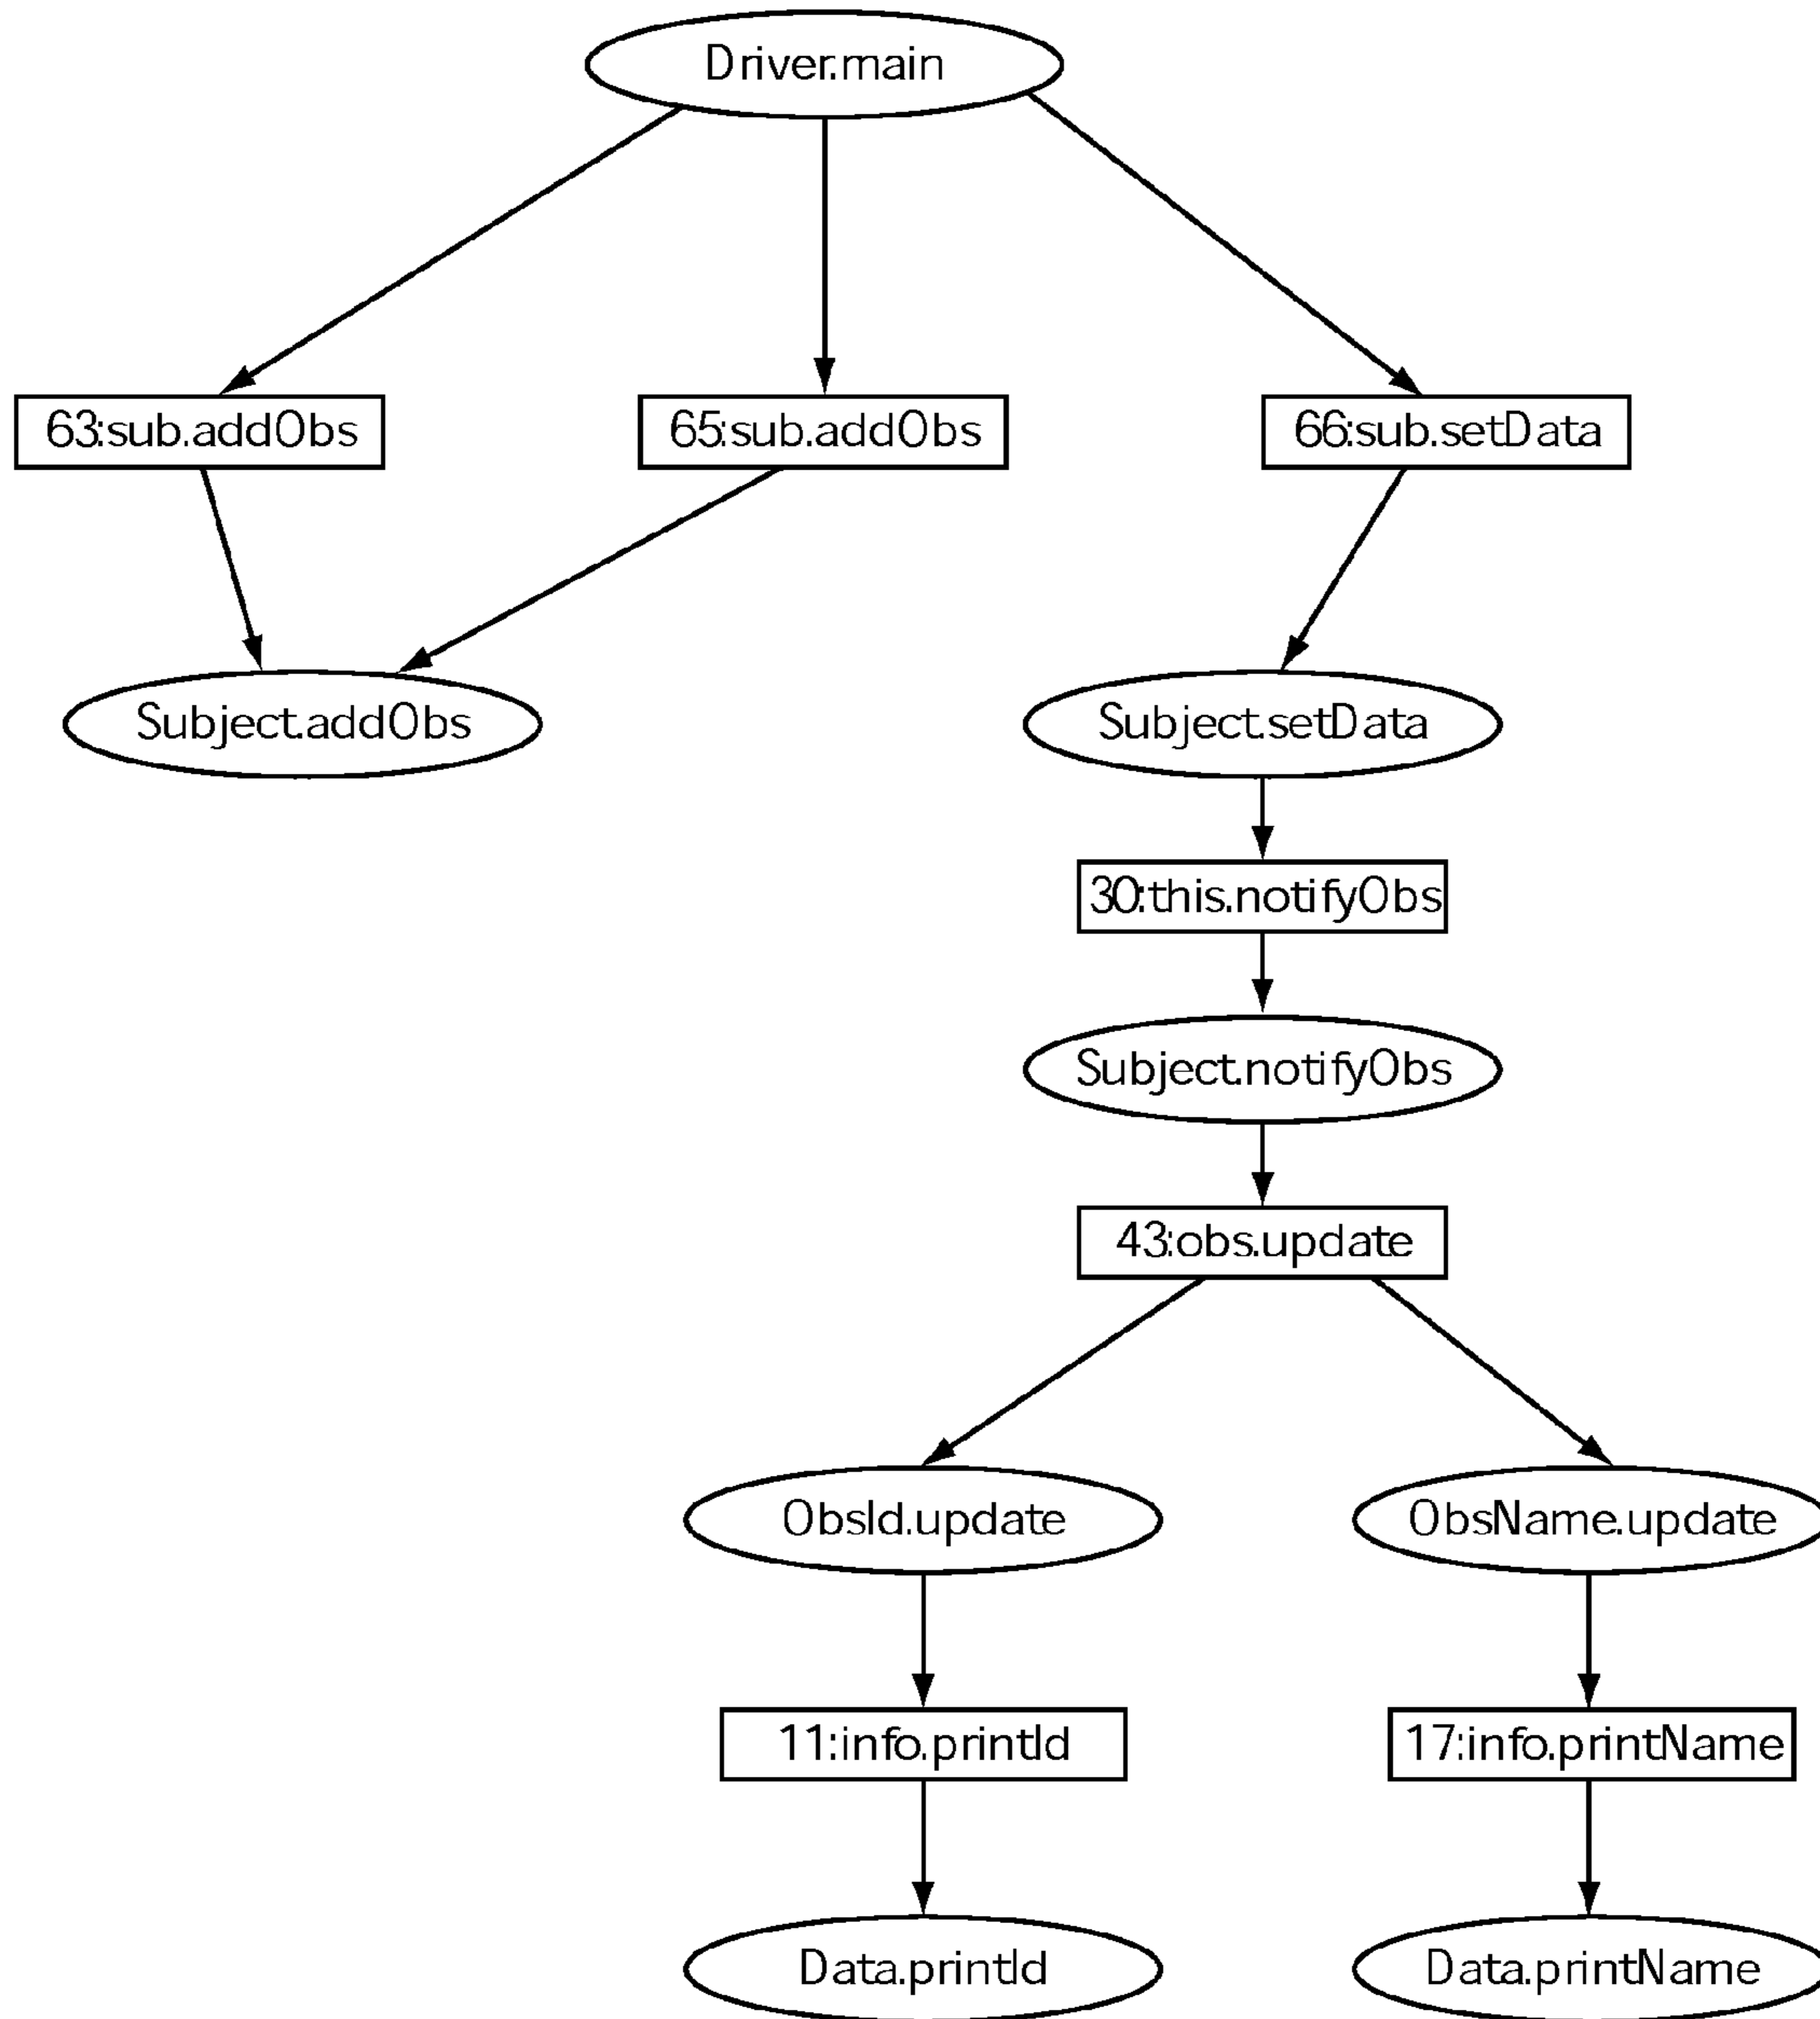 Driver.main
63:sub.addObs
65:sub.addObs
66:sub.setData
Subject.addObs
Subject.setData
30:this.notifyObs
Subject.notifyObs
43:obs.update
ObsId.update
ObsName.update
11:info.printId
17:info.printName
Data.printId
Data.printName